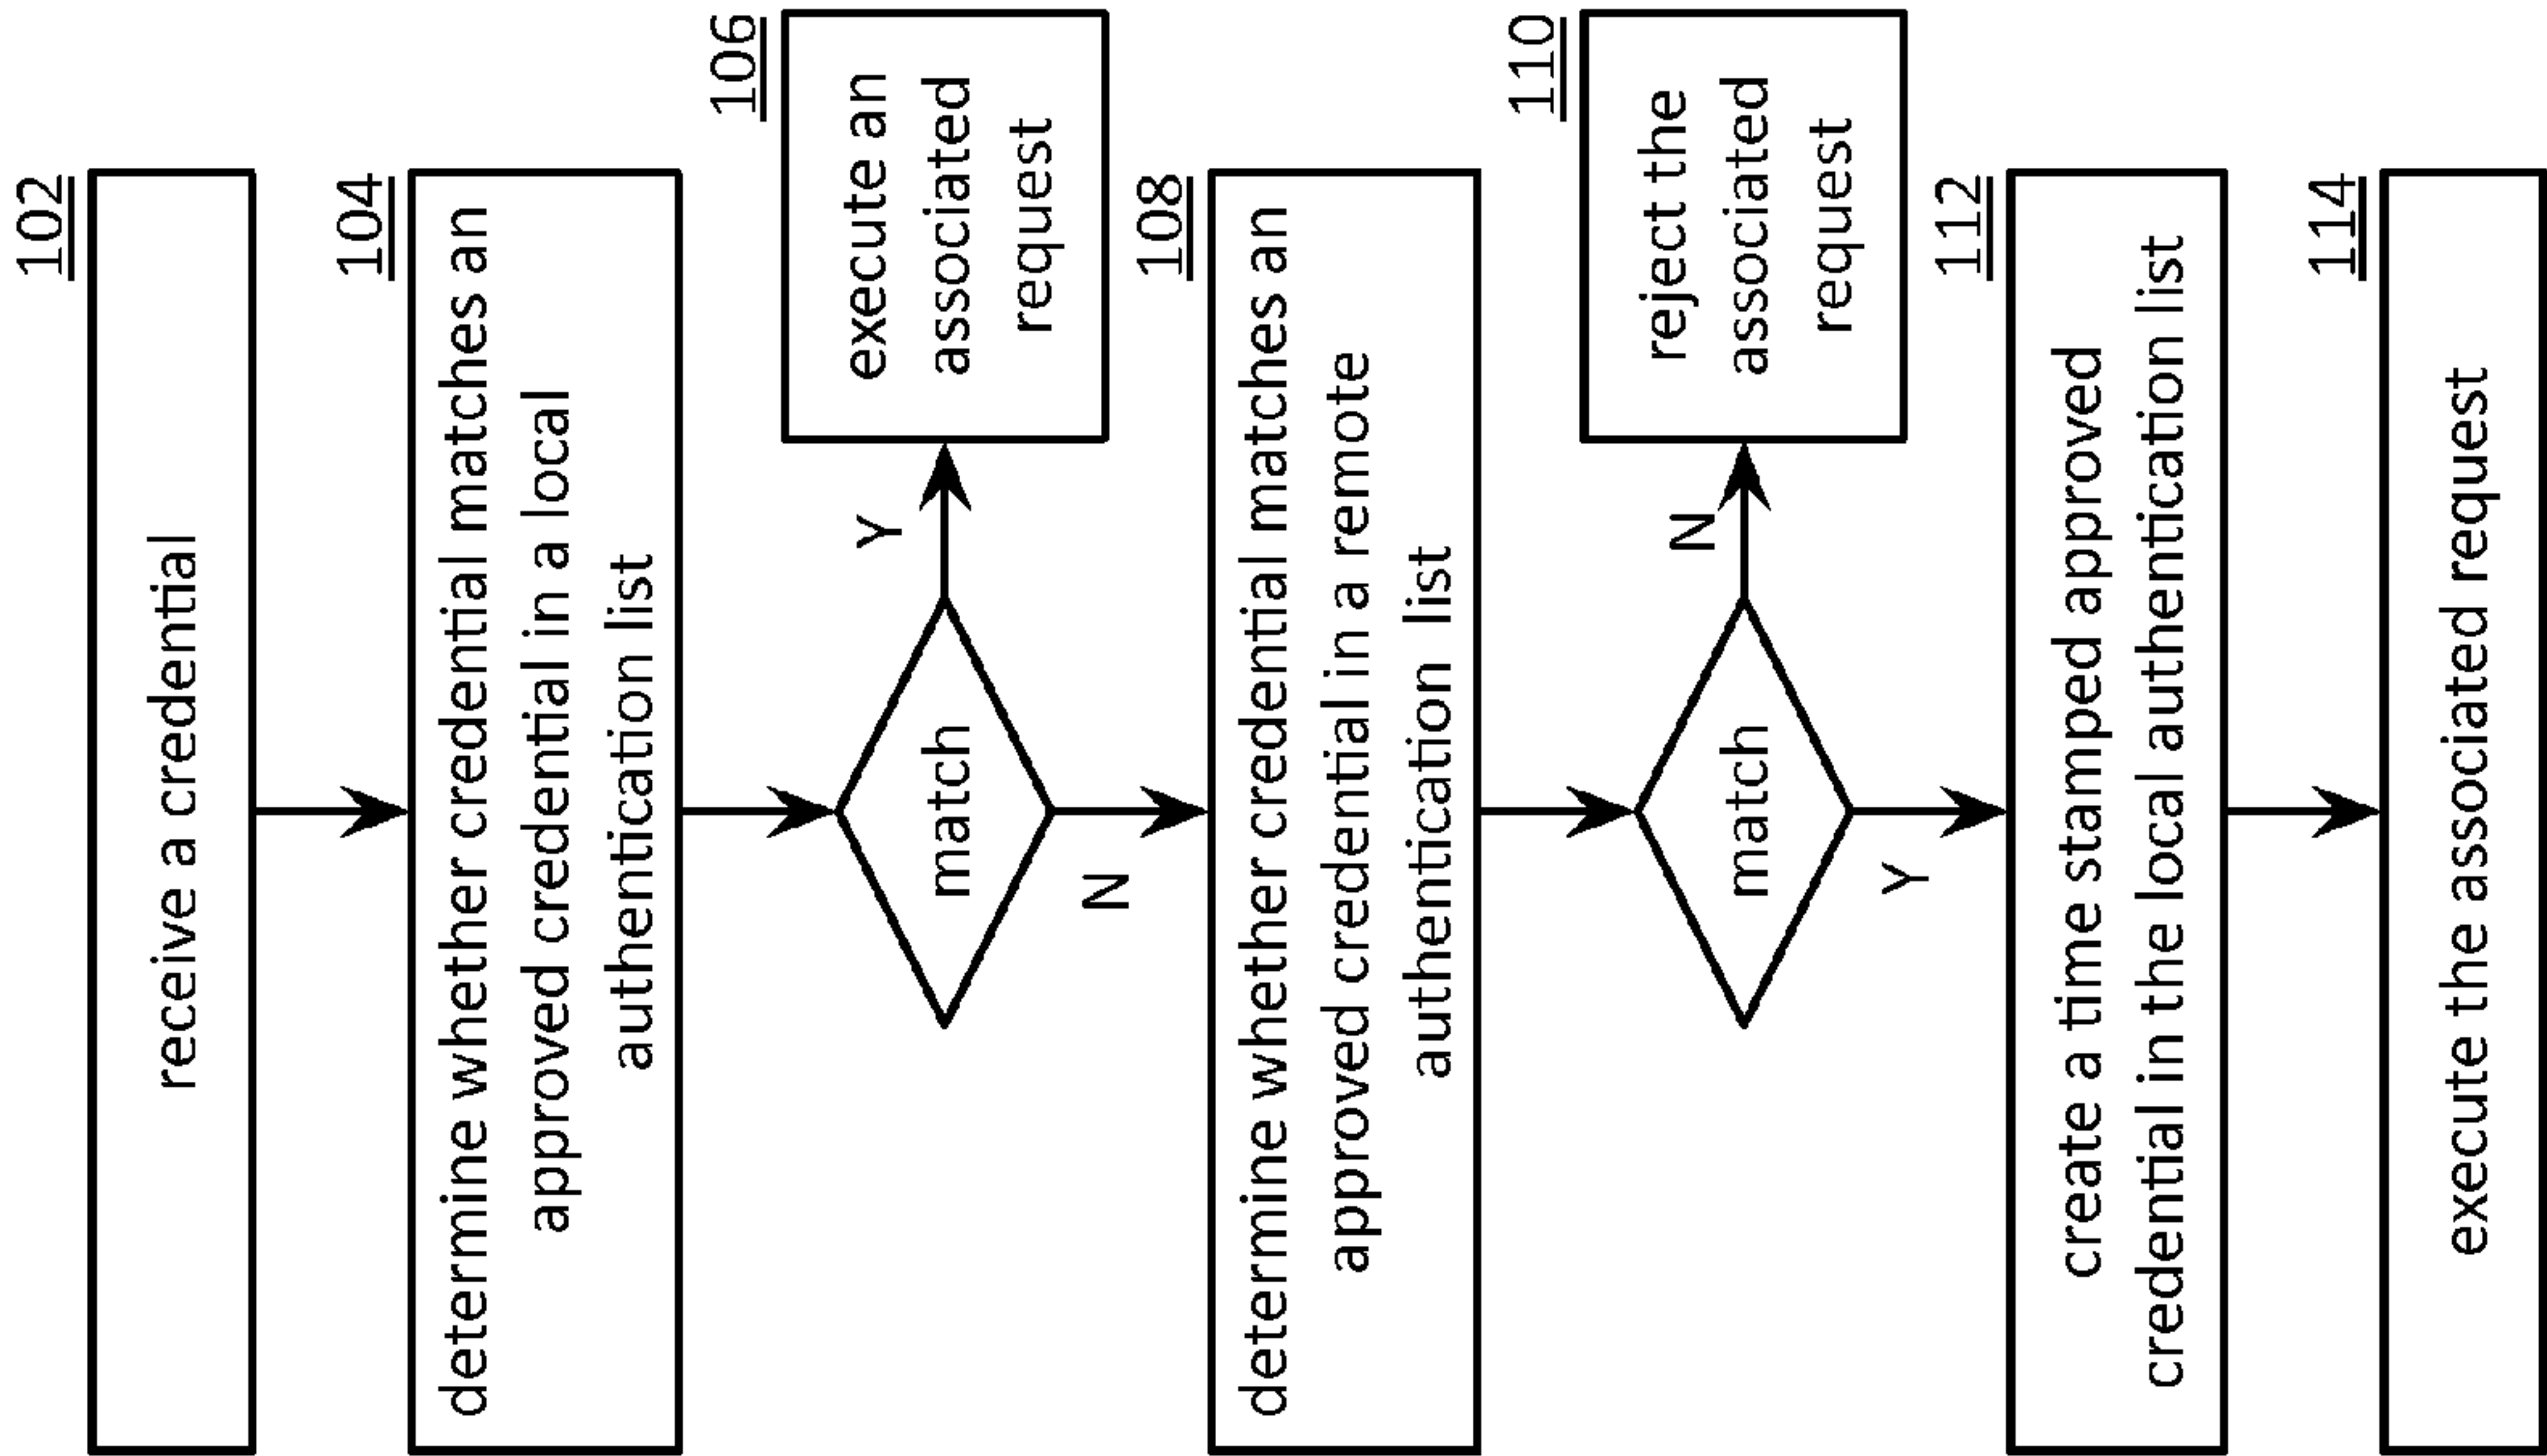 102
receive a credential
104
determine whether credential matches an
approved credential in a local
authentication list
match
Y
106
execute an
associated
request
N
108
determine whether credential matches an
approved credential in a remote
authentication list
match
N
110
reject the
associated
request
Y
112
create a time stamped approved
credential in the local authentication list
114
execute the associated request